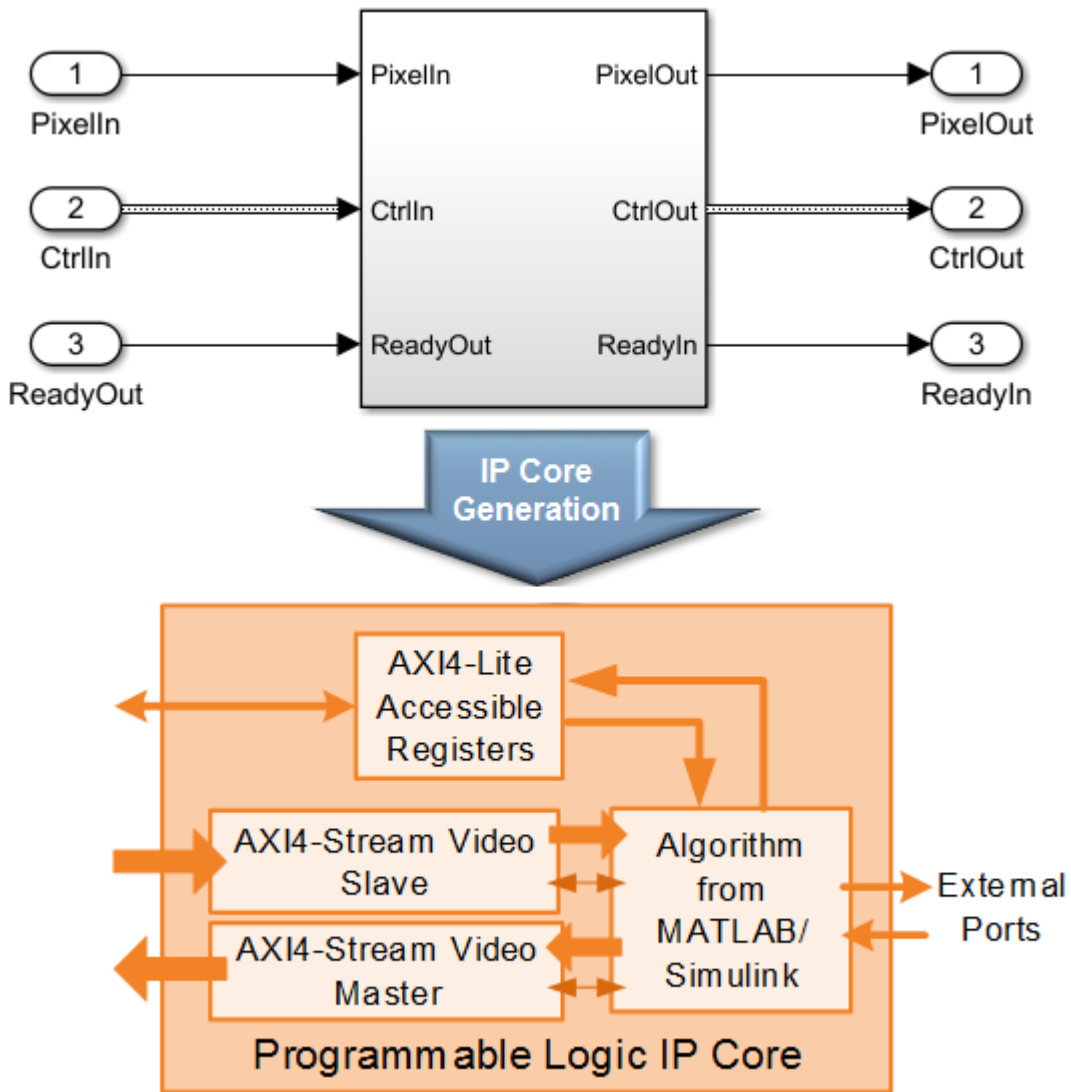 1
PixelIn
PixelIn
PixelOut
1
PixelOut
2
CtrlIn
CtrlIn
CtrlOut
2
CtrlOut
3
ReadyOut
ReadyOut
ReadyIn
3
ReadyIn
IP Core
Generation
AXI4-Lite
Accessible
Registers
AXI4-Stream Video
Slave
AXI4-Stream Video
Master
Algorithm
from
MATLAB/
Simulink
External
Ports
Programmable Logic IP Core